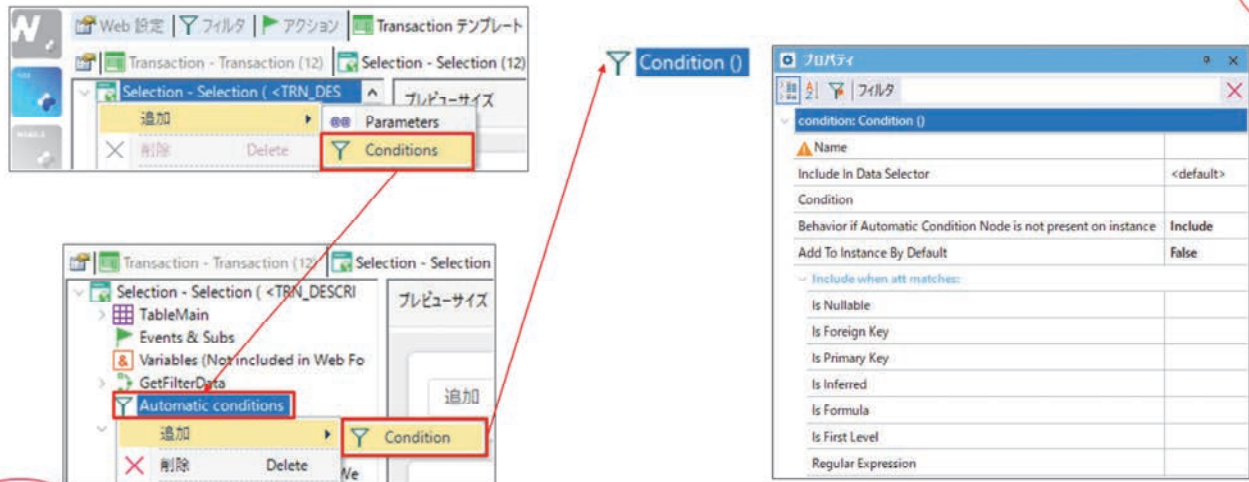 Web 設定
フィルタ
アクション
Transaction テンプレート
Transaction - Transaction (12)
Selection - Selection (12)
Selection - Selection ( <TRN_DES
プレビューサイズ
追加
Parameters
削除 Delete
Conditions
Transaction - Transaction (12)
Selection - Selection
Selection - Selection ( <TRN_DESCRI
プレビューサイズ
TableMain
Events & Subs
Variables (Not included in Web Fo
GetFilterData
Automatic conditions
追加
追加
Condition
削除 Delete
We
Condition ()
プロパティ
フィルタ
condition: Condition ()
Name
Include In Data Selector <default>
Condition
Behavior if Automatic Condition Node is not present on instance Include
Add To Instance By Default False
Include when att matches:
Is Nullable
Is Foreign Key
Is Primary Key
Is Inferred
Is Formula
Is First Level
Regular Expression